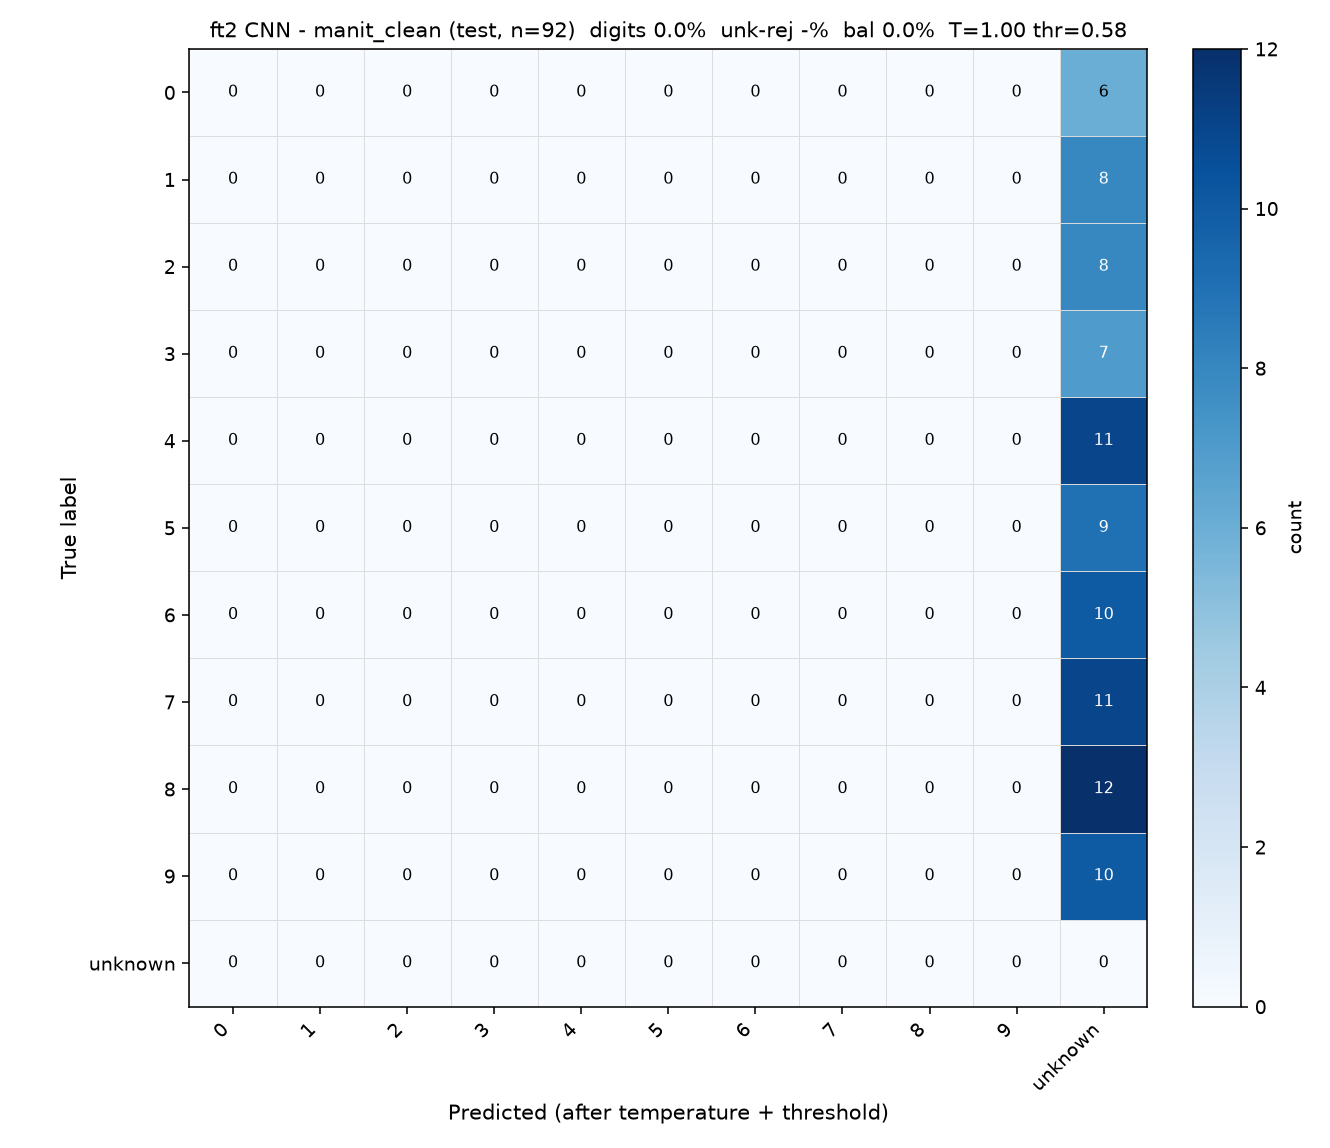 ft2 CNN - manit_clean (test, n=92)  digits 0.0%  unk-rej -%  bal 0.0%  T=1.00 thr=0.58
0 0 0 0 0 0 0 0 0 0 0 6
1 0 0 0 0 0 0 0 0 0 0 8
2 0 0 0 0 0 0 0 0 0 0 8
3 0 0 0 0 0 0 0 0 0 0 7
4 0 0 0 0 0 0 0 0 0 0 11
5 0 0 0 0 0 0 0 0 0 0 9
6 0 0 0 0 0 0 0 0 0 0 10
7 0 0 0 0 0 0 0 0 0 0 11
8 0 0 0 0 0 0 0 0 0 0 12
9 0 0 0 0 0 0 0 0 0 0 10
unknown 0 0 0 0 0 0 0 0 0 0 0
0 1 2 3 4 5 6 7 8 9 unknown
Predicted (after temperature + threshold)
True label
12
10
8
6
4
2
0
count